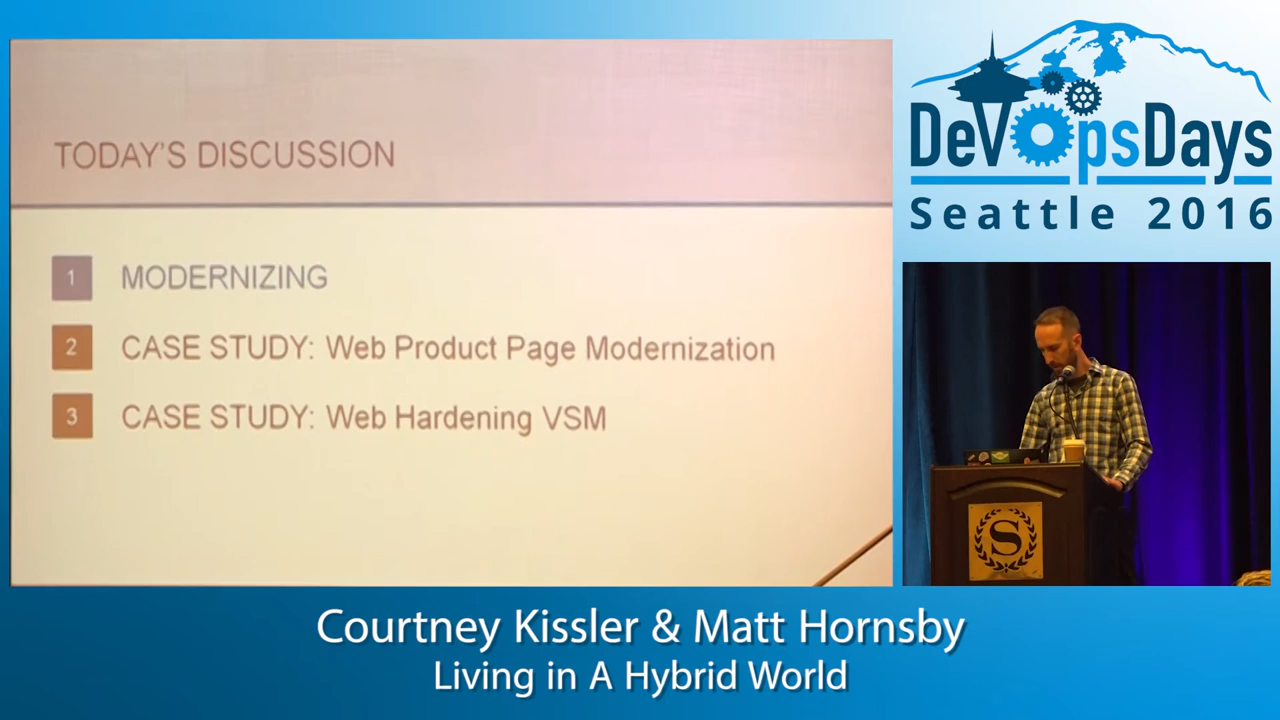 TODAY'S DISCUSSION
1 MODERNIZING
2 CASE STUDY: Web Product Page Modernization
3 CASE STUDY: Web Hardening VSM
DevOpsDays
Seattle 2016
S
Courtney Kissler & Matt Hornsby
Living in A Hybrid World